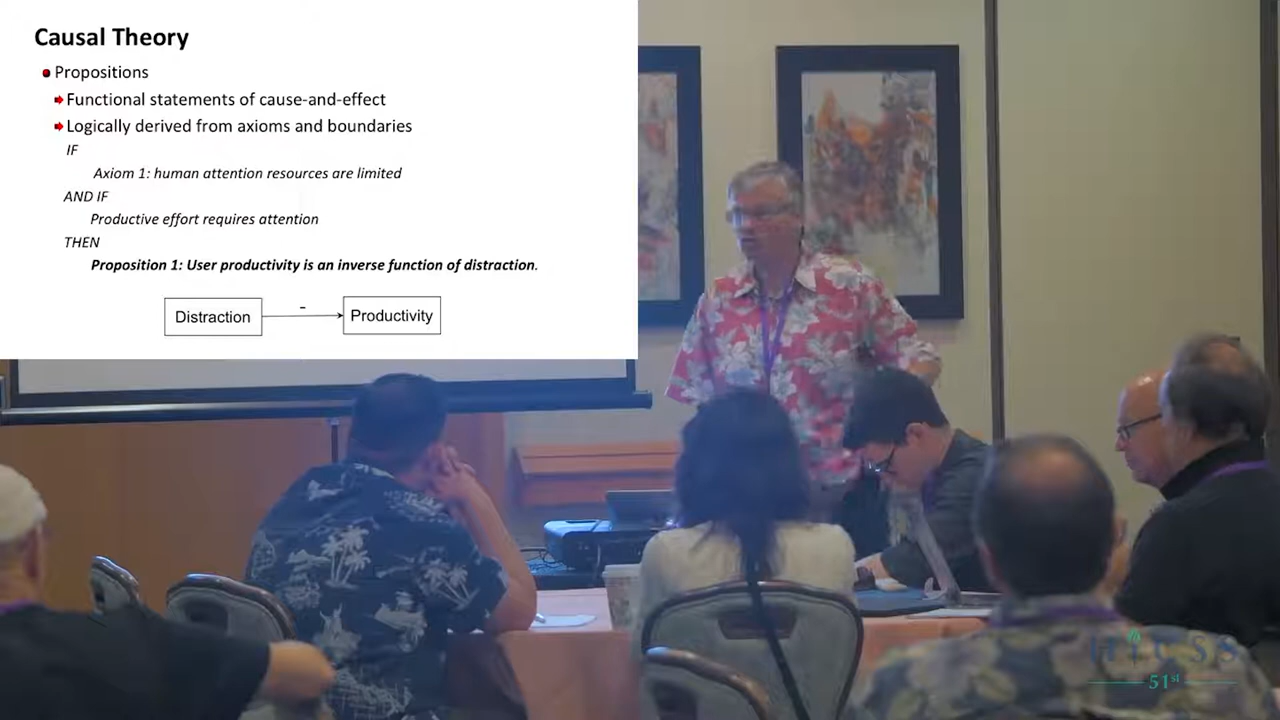 Causal Theory
Propositions
Functional statements of cause-and-effect
Logically derived from axioms and boundaries
IF
Axiom 1: human attention resources are limited
AND IF
Productive effort requires attention
THEN
Proposition 1: User productivity is an inverse function of distraction.
-
Distraction
Productivity
HICSS
51st